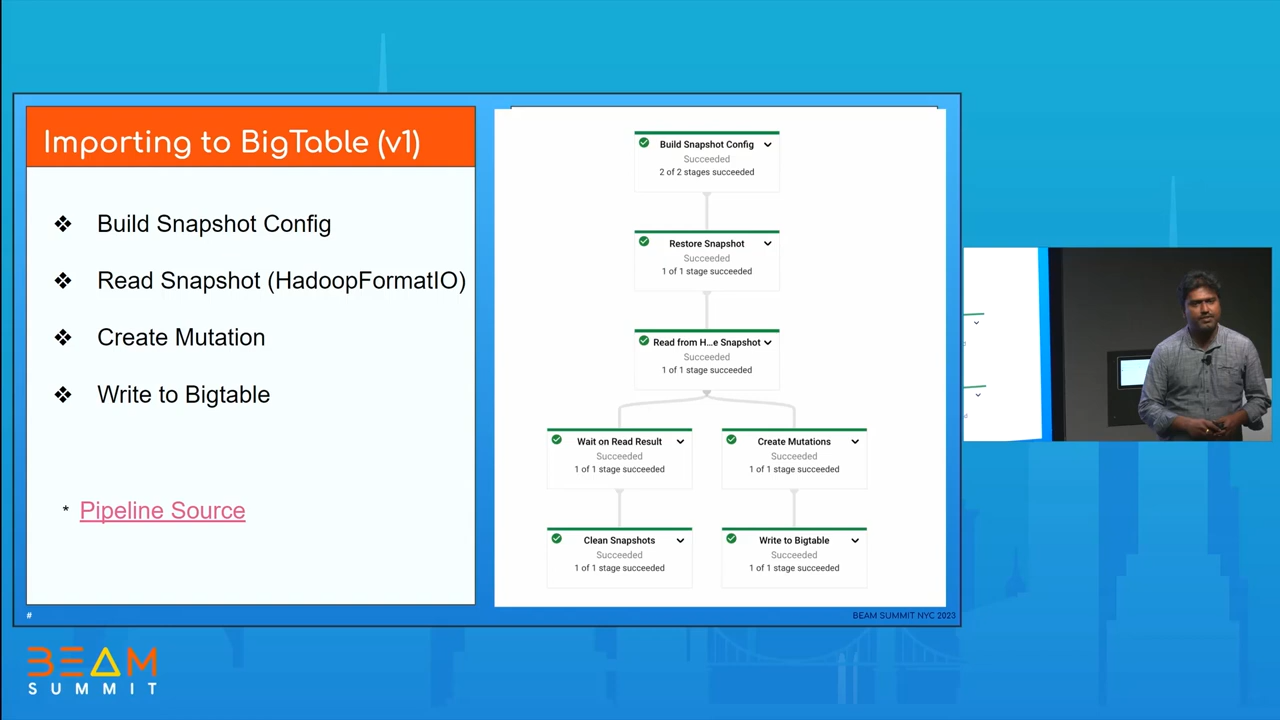 Importing to BigTable (v1)
❖ Build Snapshot Config
❖ Read Snapshot (HadoopFormatIO)
❖ Create Mutation
❖ Write to Bigtable
* Pipeline Source
Build Snapshot Config
Succeeded
2 of 2 stages succeeded
Restore Snapshot
Succeeded
1 of 1 stage succeeded
Read from H...e Snapshot
Succeeded
1 of 1 stage succeeded
Wait on Read Result
Succeeded
1 of 1 stage succeeded
Create Mutations
Succeeded
1 of 1 stage succeeded
Clean Snapshots
Succeeded
1 of 1 stage succeeded
Write to Bigtable
Succeeded
1 of 1 stage succeeded
#
BEAM SUMMIT NYC 2023
BEAM
SUMMIT